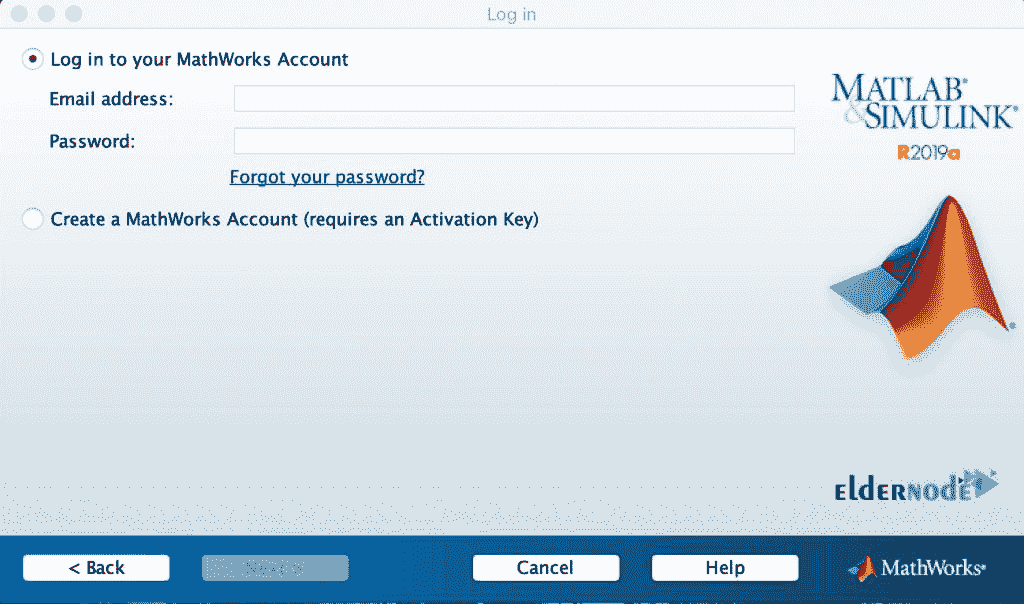 Log in
Log in to your MathWorks Account
Email address:
Password:
Forgot your password?
Create a MathWorks Account (requires an Activation Key)
MATLAB®
&SIMULINK®
R2019a
ELDERNODE
< Back
Next >
Cancel
Help
MathWorks®